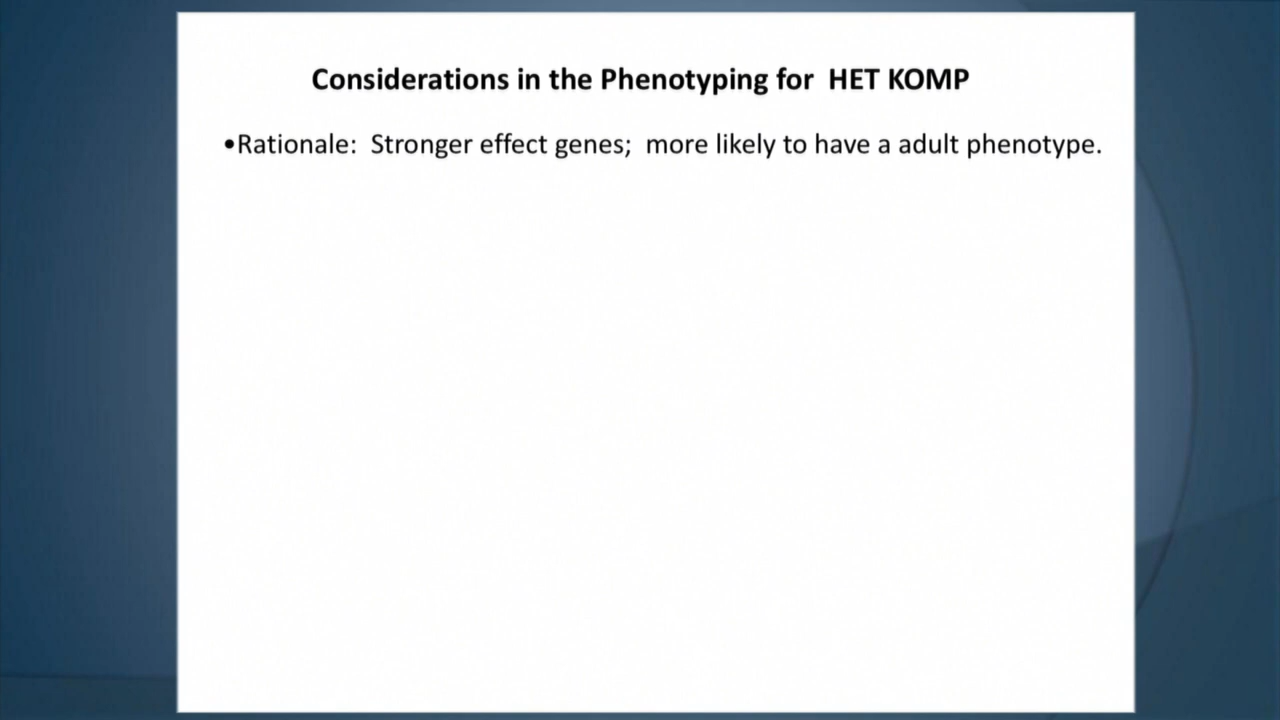 Considerations in the Phenotyping for  HET KOMP
•Rationale:  Stronger effect genes;  more likely to have a adult phenotype.